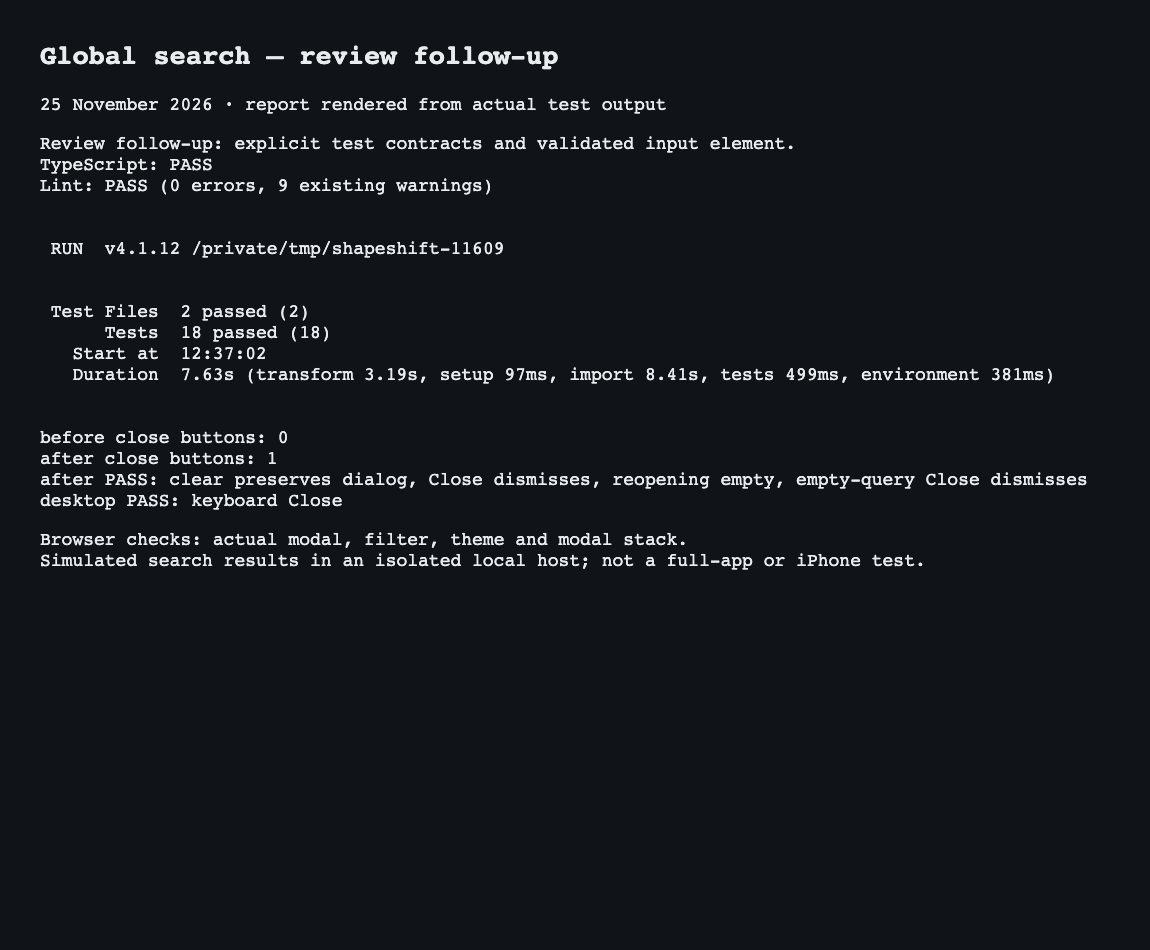 Global search — review follow-up
25 November 2026 · report rendered from actual test output
Review follow-up: explicit test contracts and validated input element.
TypeScript: PASS
Lint: PASS (0 errors, 9 existing warnings)
RUN  v4.1.12 /private/tmp/shapeshift-11609
Test Files  2 passed (2)
Tests  18 passed (18)
Start at  12:37:02
Duration  7.63s (transform 3.19s, setup 97ms, import 8.41s, tests 499ms, environment 381ms)
before close buttons: 0
after close buttons: 1
after PASS: clear preserves dialog, Close dismisses, reopening empty, empty-query Close dismisses
desktop PASS: keyboard Close
Browser checks: actual modal, filter, theme and modal stack.
Simulated search results in an isolated local host; not a full-app or iPhone test.